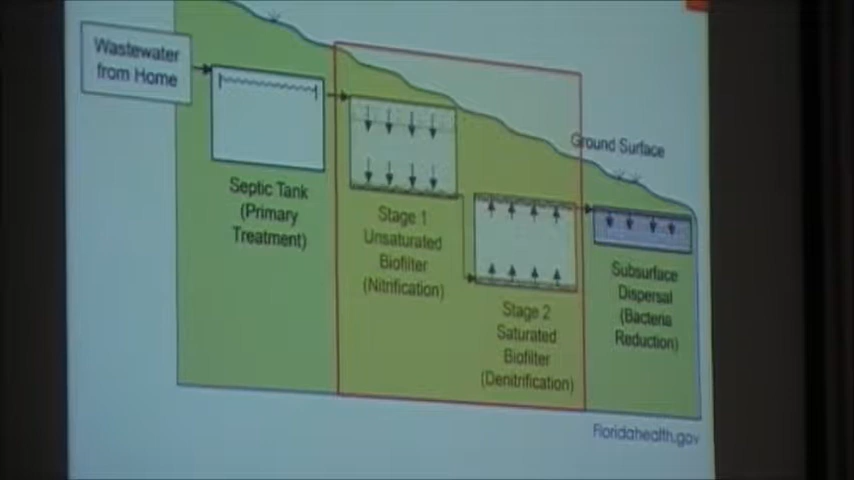 Wastewater
from Home
Ground Surface
Septic Tank
(Primary
Treatment)
Stage 1
Unsaturated
Biofilter
(Nitrification)
Stage 2
Saturated
Biofilter
(Denitrification)
Subsurface
Dispersal
(Bacteria
Reduction)
Floridahealth.gov